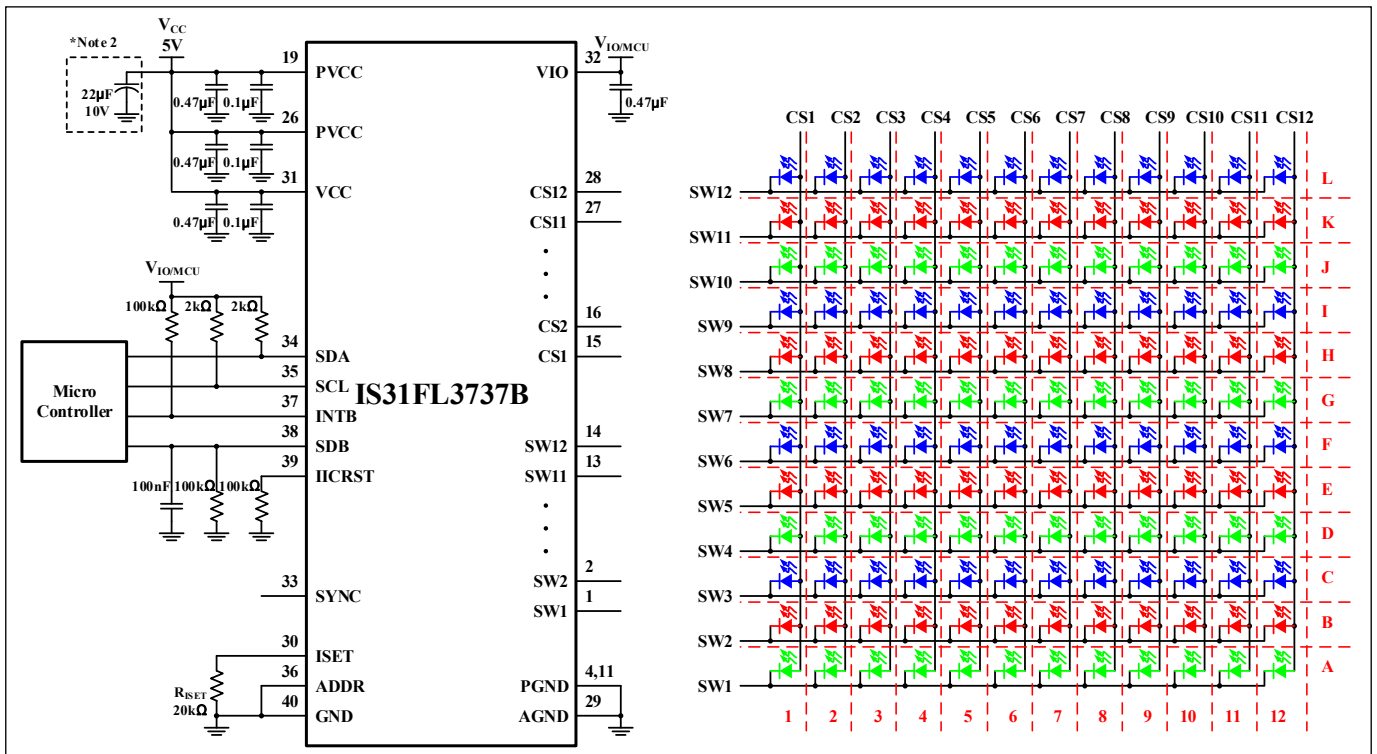 *Note 2
V_CC
5V
22µF
10V
0.47µF
0.1µF
0.47µF
0.1µF
0.47µF
0.1µF
19
PVCC
26
PVCC
31
VCC
V_IO/MCU
100kΩ
2kΩ
2kΩ
Micro
Controller
34
SDA
35
SCL
37
INTB
38
SDB
39
IICRST
100nF
100kΩ
100kΩ
33
SYNC
30
ISET
36
ADDR
40
GND
R_ISET
20kΩ
IS31FL3737B
V_IO/MCU
32
VIO
0.47µF
28
CS12
27
CS11
16
CS2
15
CS1
14
SW12
13
SW11
2
SW2
1
SW1
4,11
PGND
29
AGND
CS1 CS2 CS3 CS4 CS5 CS6 CS7 CS8 CS9 CS10 CS11 CS12
SW12 L
SW11 K
SW10 J
SW9 I
SW8 H
SW7 G
SW6 F
SW5 E
SW4 D
SW3 C
SW2 B
SW1 A
1 2 3 4 5 6 7 8 9 10 11 12